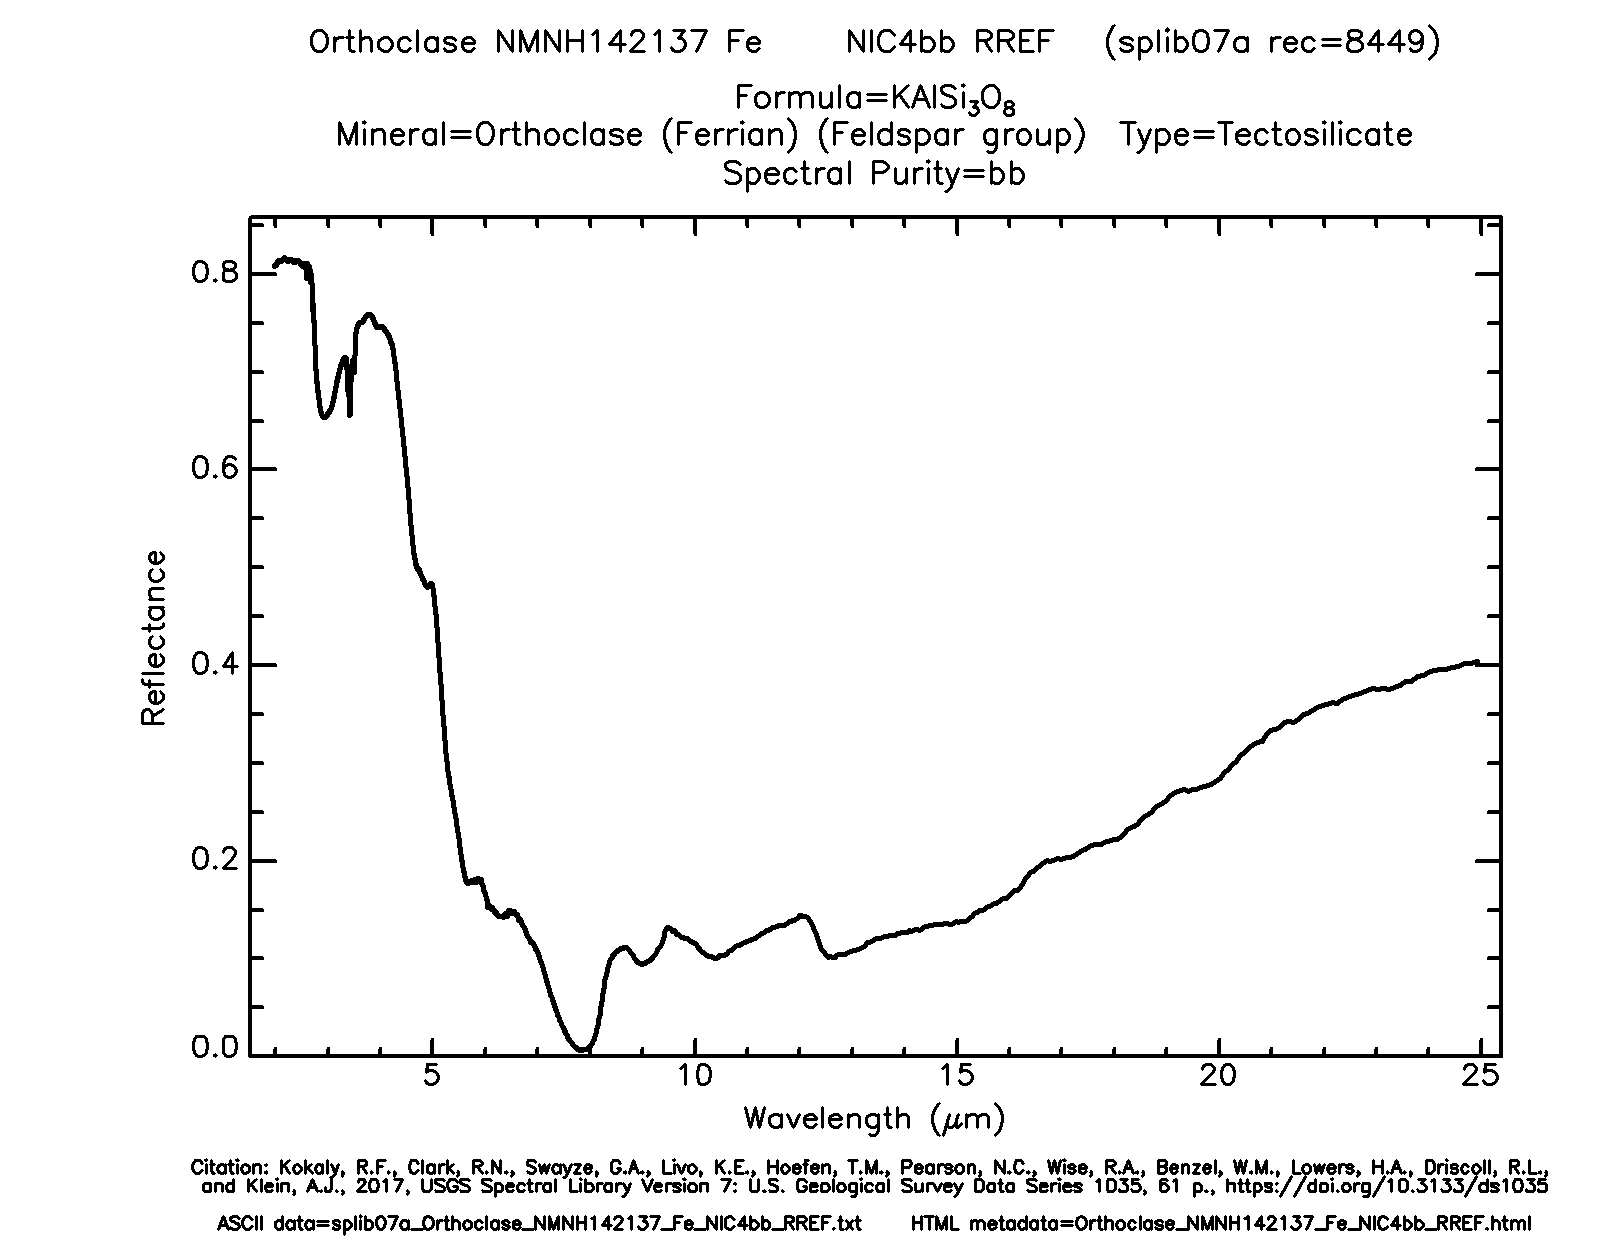 Orthoclase NMNH142137 Fe NIC4bb RREF (splib07a rec=8449)
Formula=KAlSi3O8
Mineral=Orthoclase (Ferrian) (Feldspar group) Type=Tectosilicate
Spectral Purity=bb
0.8
0.6
0.4
0.2
0.0
Reflectance
5 10 15 20 25
Wavelength (μm)
Citation: Kokaly, R.F., Clark, R.N., Swayze, G.A., Livo, K.E., Hoefen, T.M., Pearson, N.C., Wise, R.A., Benzel, W.M., Lowers, H.A., Driscoll, R.L.,
and Klein, A.J., 2017, USGS Spectral Library Version 7: U.S. Geological Survey Data Series 1035, 61 p., https://doi.org/10.3133/ds1035
ASCII data=splib07a_Orthoclase_NMNH142137_Fe_NIC4bb_RREF.txt HTML metadata=Orthoclase_NMNH142137_Fe_NIC4bb_RREF.html